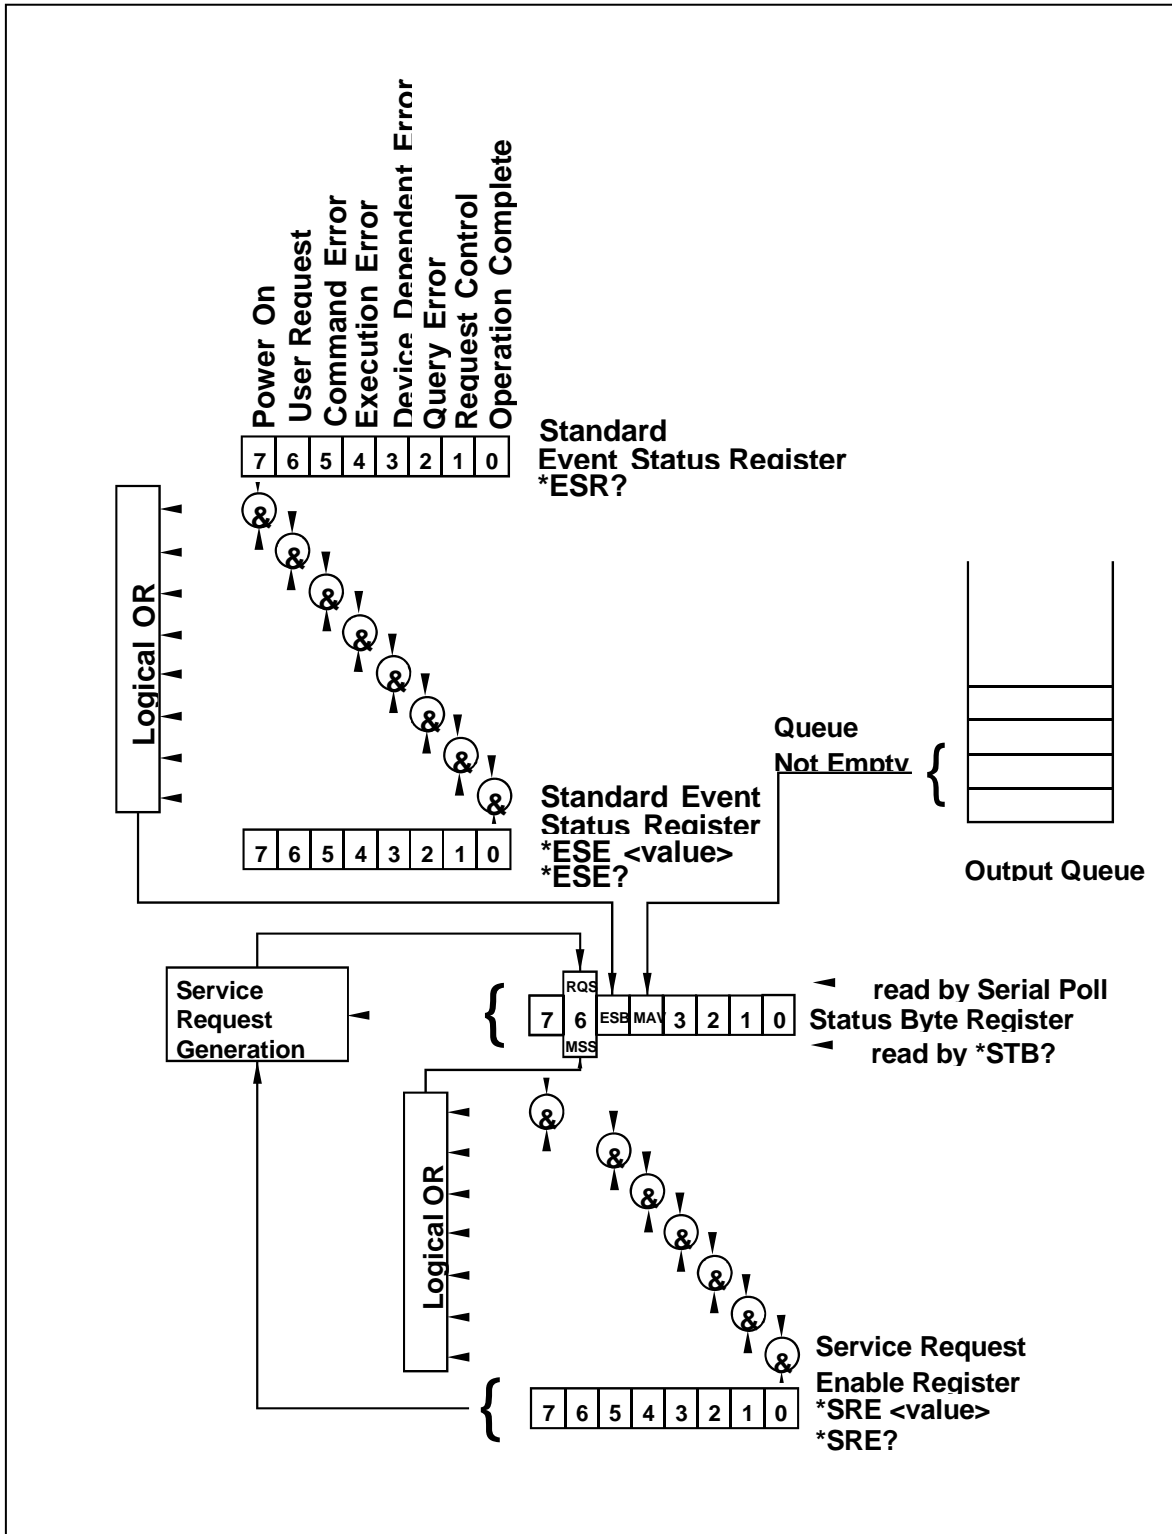 Power On
User Request
Command Error
Execution Error
Device Dependent Error
Query Error
Request Control
Operation Complete
7 6 5 4 3 2 1 0
Standard
Event Status Register
*ESR?
& & & & & & & &
Logical OR
Queue
Not Empty
{
Output Queue
Standard Event
Status Register
*ESE <value>
*ESE?
7 6 5 4 3 2 1 0
Service
Request
Generation
{
RQS
7 6 ESB MAV 3 2 1 0
MSS
read by Serial Poll
Status Byte Register
read by *STB?
& & & & & & &
Logical OR
Service Request
Enable Register
*SRE <value>
*SRE?
{
7 6 5 4 3 2 1 0